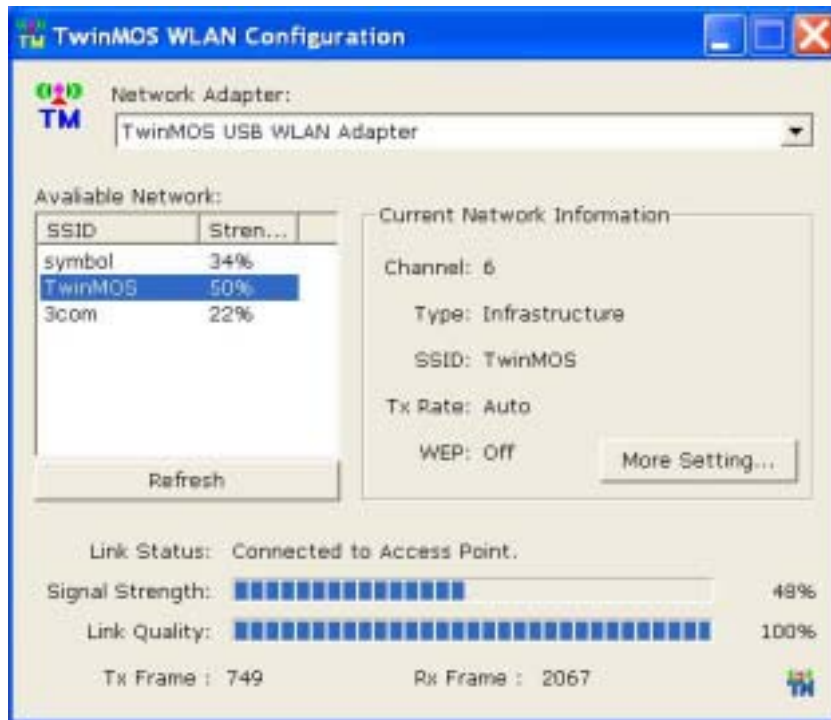 TwinMOS WLAN Configuration
TM
Network Adapter:
TwinMOS USB WLAN Adapter
Avaliable Network:
SSID Stren...
symbol 34%
TwinMOS 50%
3com 22%
Refresh
Current Network Information
Channel: 6
Type: Infrastructure
SSID: TwinMOS
Tx Rate: Auto
WEP: Off
More Setting...
Link Status: Connected to Access Point.
Signal Strength: 48%
Link Quality: 100%
Tx Frame : 749 Rx Frame : 2067
TM